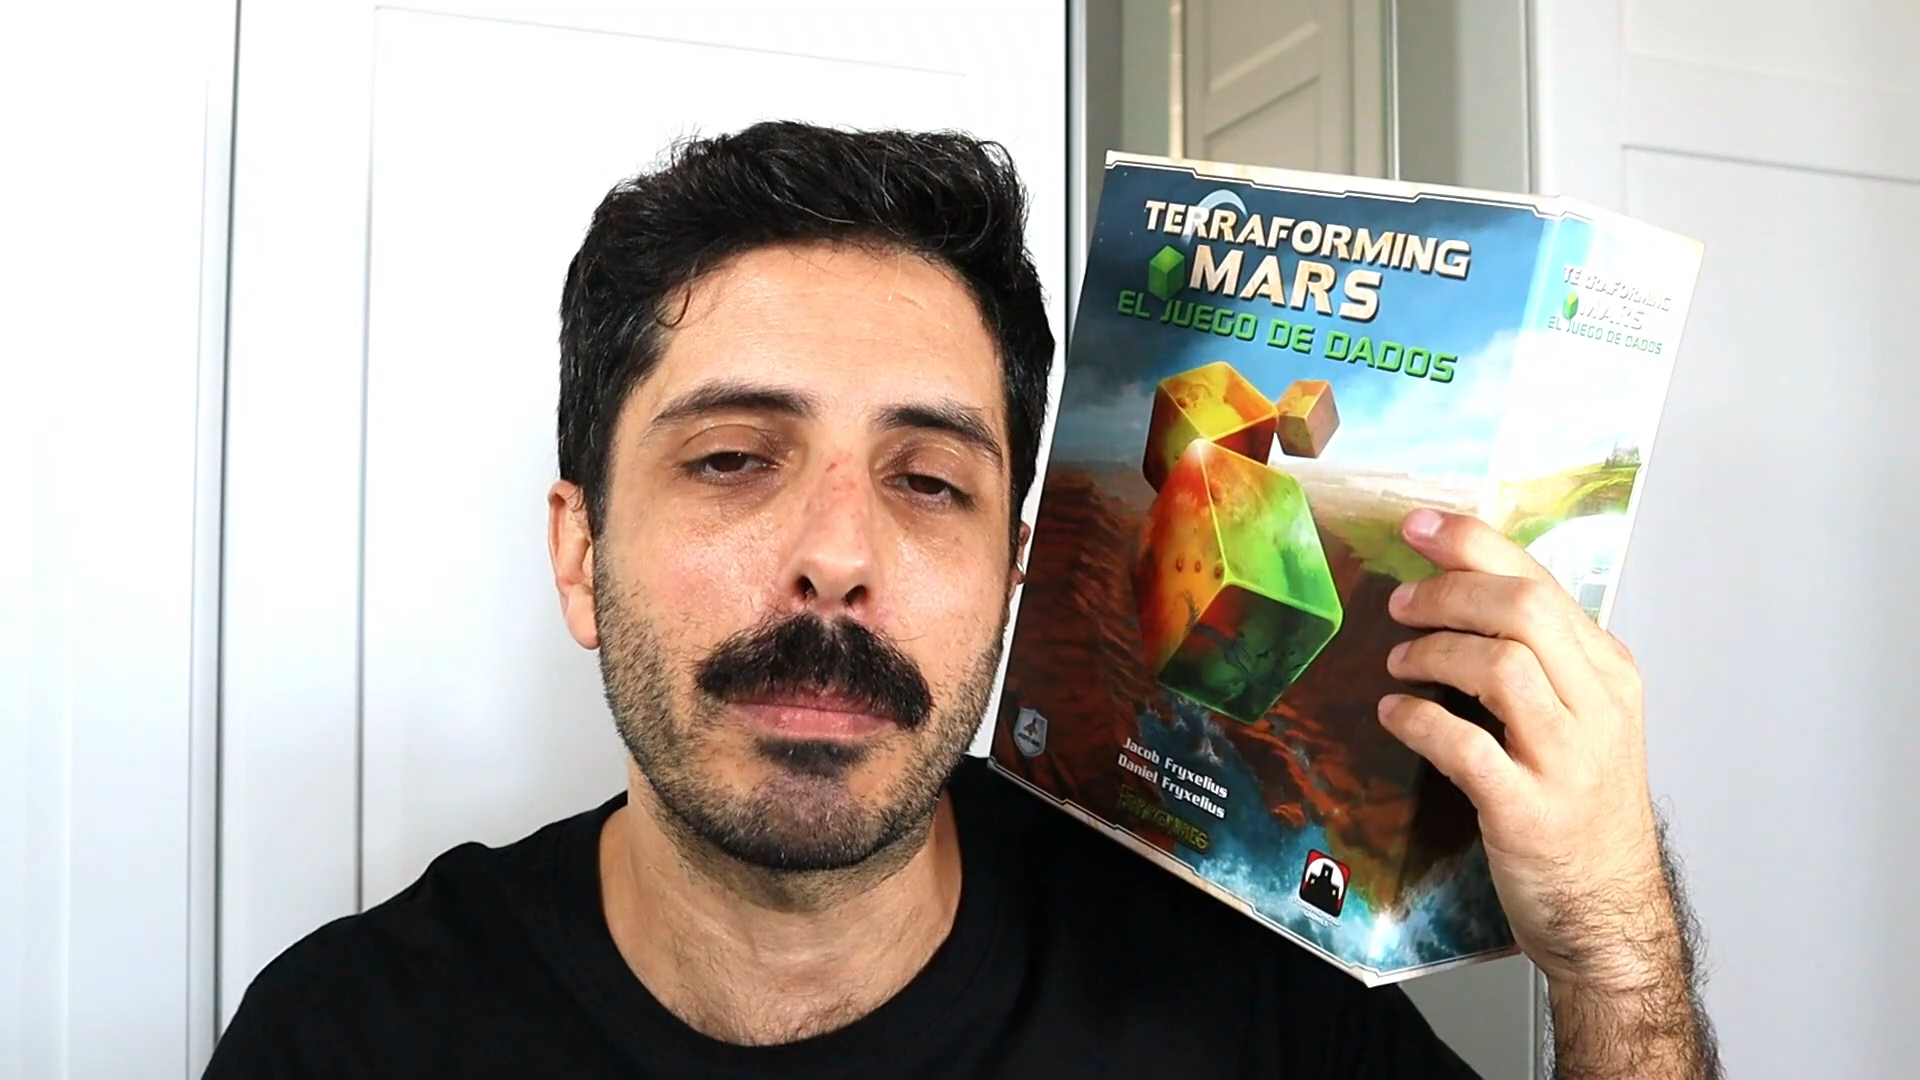 TERRAFORMING
MARS
EL JUEGO DE DADOS
Jacob Fryxelius
Daniel Fryxelius
TERRAFORMING
MARS
EL JUEGO DE DADOS